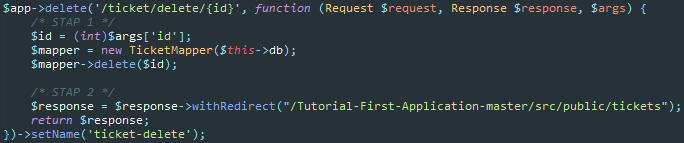 $app->delete('/ticket/delete/{id}', function (Request $request, Response $response, $args) {
    /* STAP 1 */
    $id = (int)$args['id'];
    $mapper = new TicketMapper($this->db);
    $mapper->delete($id);

    /* STAP 2 */
    $response = $response->withRedirect("/Tutorial-First-Application-master/src/public/tickets");
    return $response;
})->setName('ticket-delete');